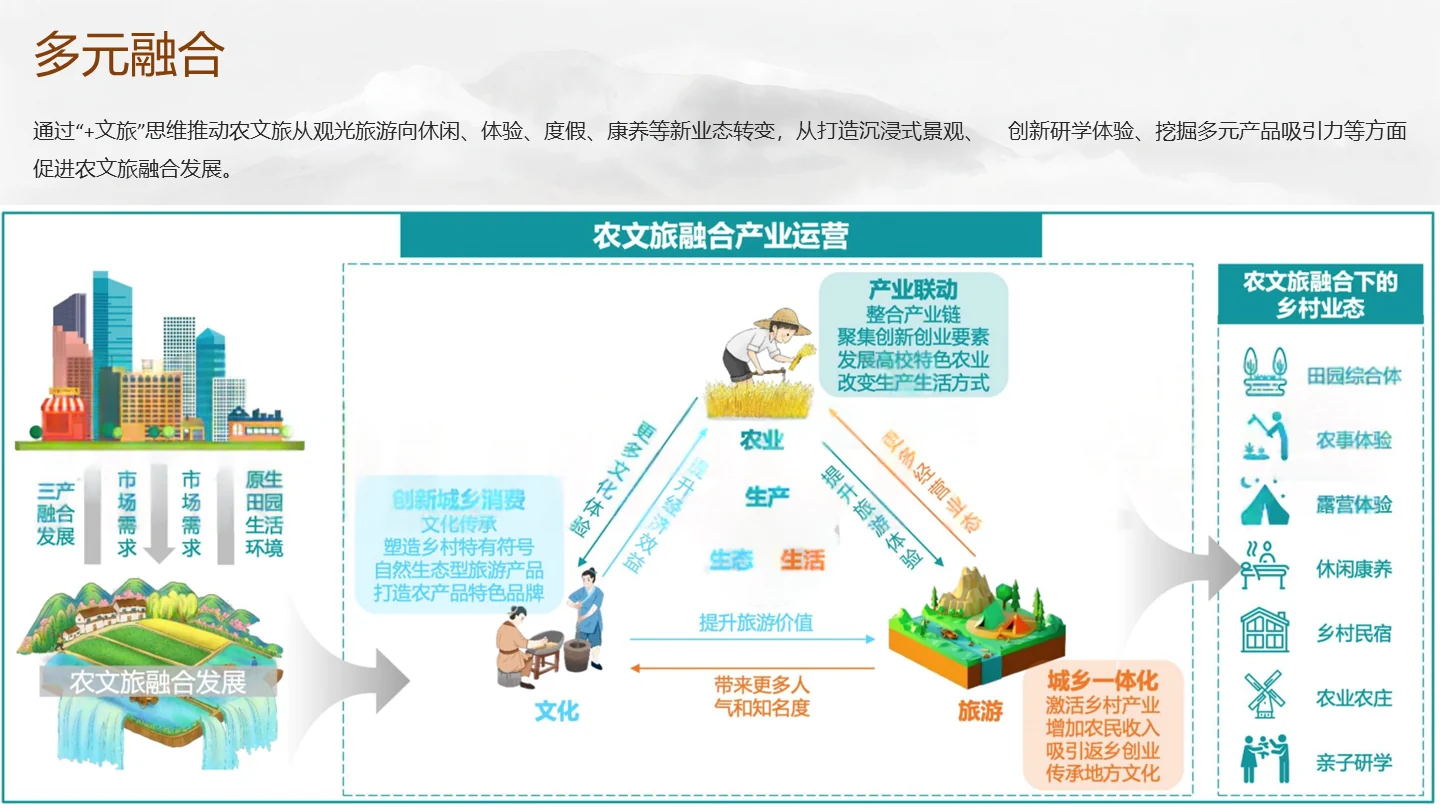 多元融合
通过“+文旅”思维推动农文旅从观光旅游向休闲、体验、度假、康养等新业态转变，从打造沉浸式景观、 创新研学体验、挖掘多元产品吸引力等方面
促进农文旅融合发展。
农文旅融合产业运营
三产
融合
发展
市
场
需
求
市
场
需
求
原生
田园
生活
环境
农文旅融合发展
产业联动
整合产业链
聚集创新创业要素
发展高校特色农业
改变生产生活方式
农业
更多文化体验
提升经济效益
提升旅游体验
更多经营业态
生产
生态 生活
创新城乡消费
文化传承
塑造乡村特有符号
自然生态型旅游产品
打造农产品特色品牌
提升旅游价值
带来更多人
气和知名度
文化
旅游
城乡一体化
激活乡村产业
增加农民收入
吸引返乡创业
传承地方文化
农文旅融合下的
乡村业态
田园综合体
农事体验
露营体验
休闲康养
乡村民宿
农业农庄
亲子研学